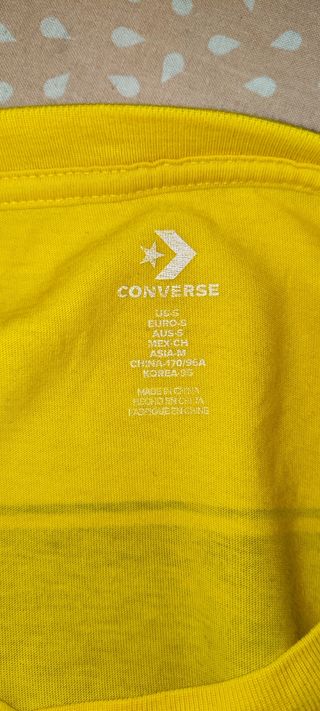 CONVERSE
US-S
EURO-S
AUS-S
MEX-CH
ASIA-M
CHINA-170/96A
KOREA-95
MADE IN CHINA
HECHO EN CHINA
FABRIQUÉ EN CHINE